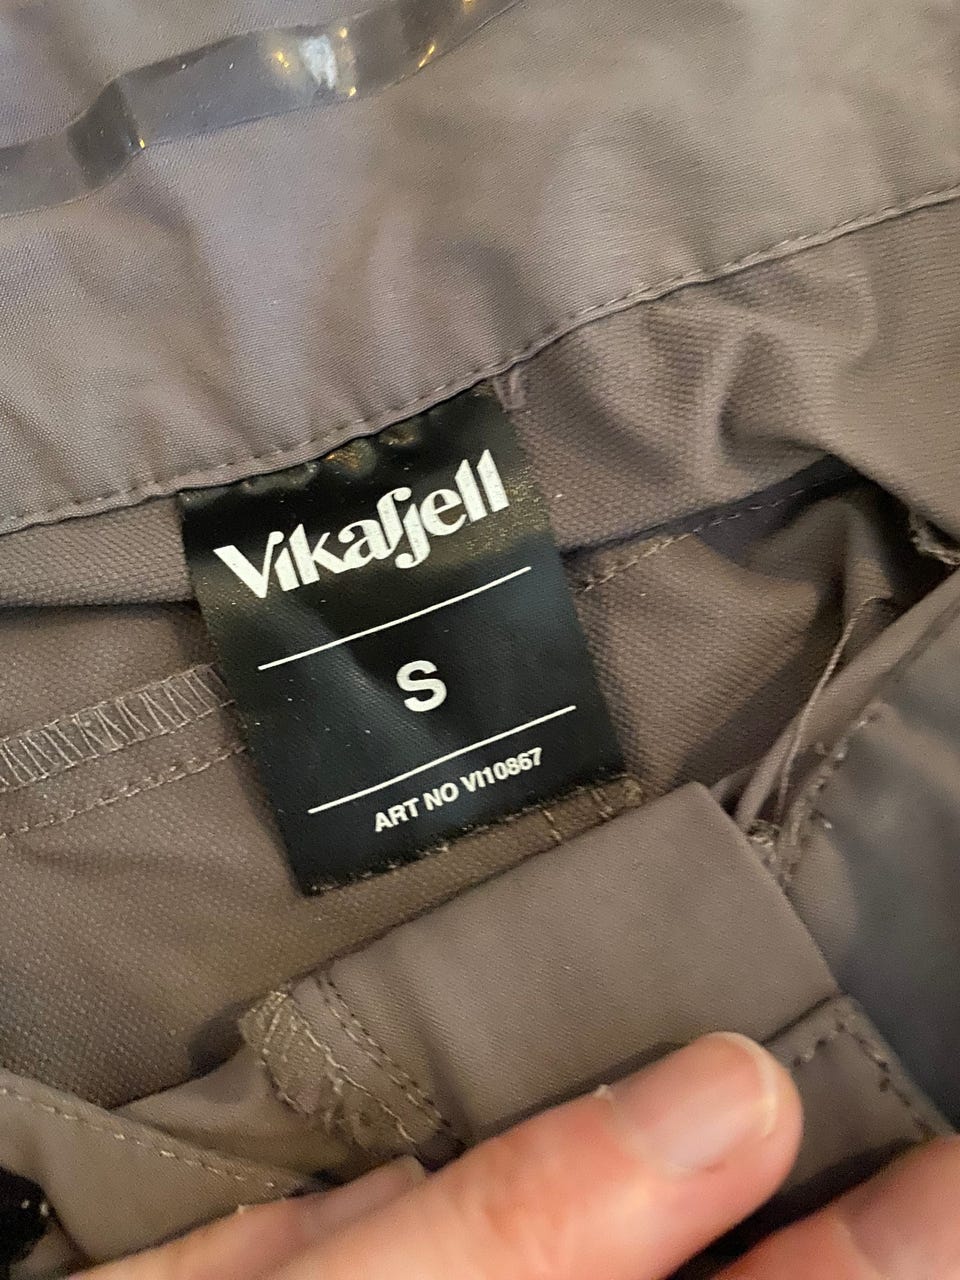 Vikafjell
S
ART NO VI10867